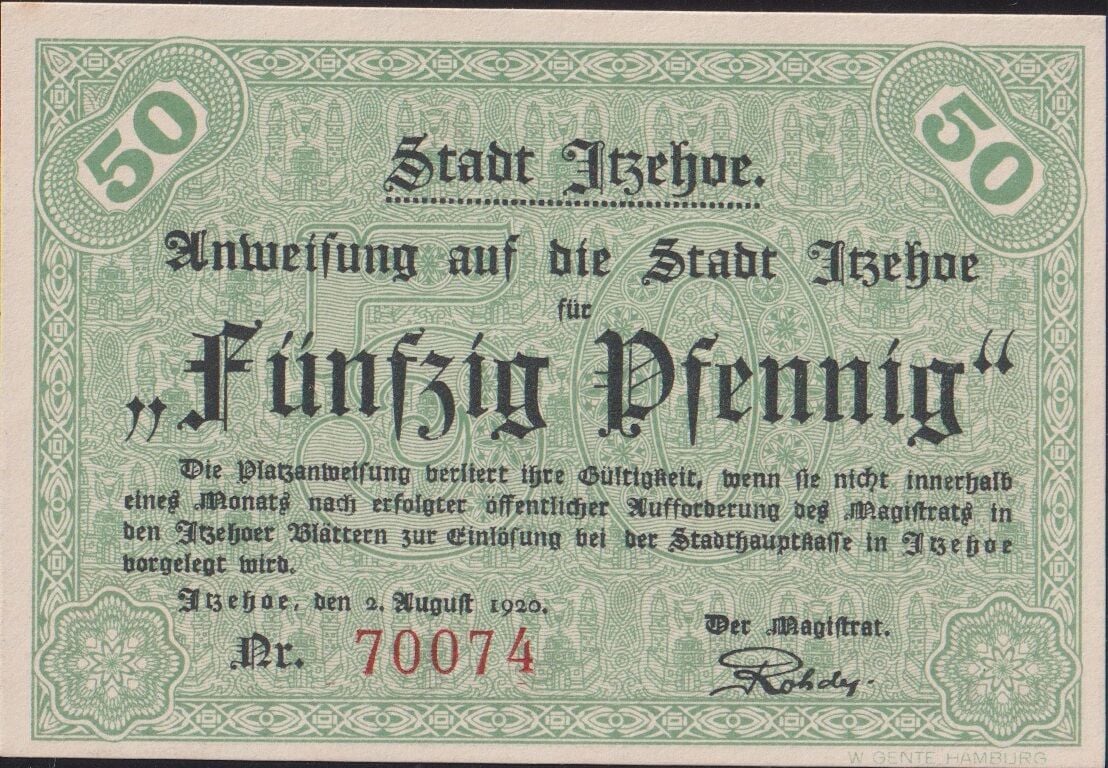 50
50
Stadt Itzehoe.
Anweisung auf die Stadt Itzehoe
für
„Fünfzig Pfennig“
Die Platzanweisung verliert ihre Gültigkeit, wenn sie nicht innerhalb
eines Monats nach erfolgter öffentlicher Aufforderung des Magistrats in
den Itzehoer Blättern zur Einlösung bei der Stadthauptkasse in Itzehoe
vorgelegt wird.
Itzehoe, den 2. August 1920.
Der Magistrat.
Nr. 70074
Rohde
W. GENTE, HAMBURG